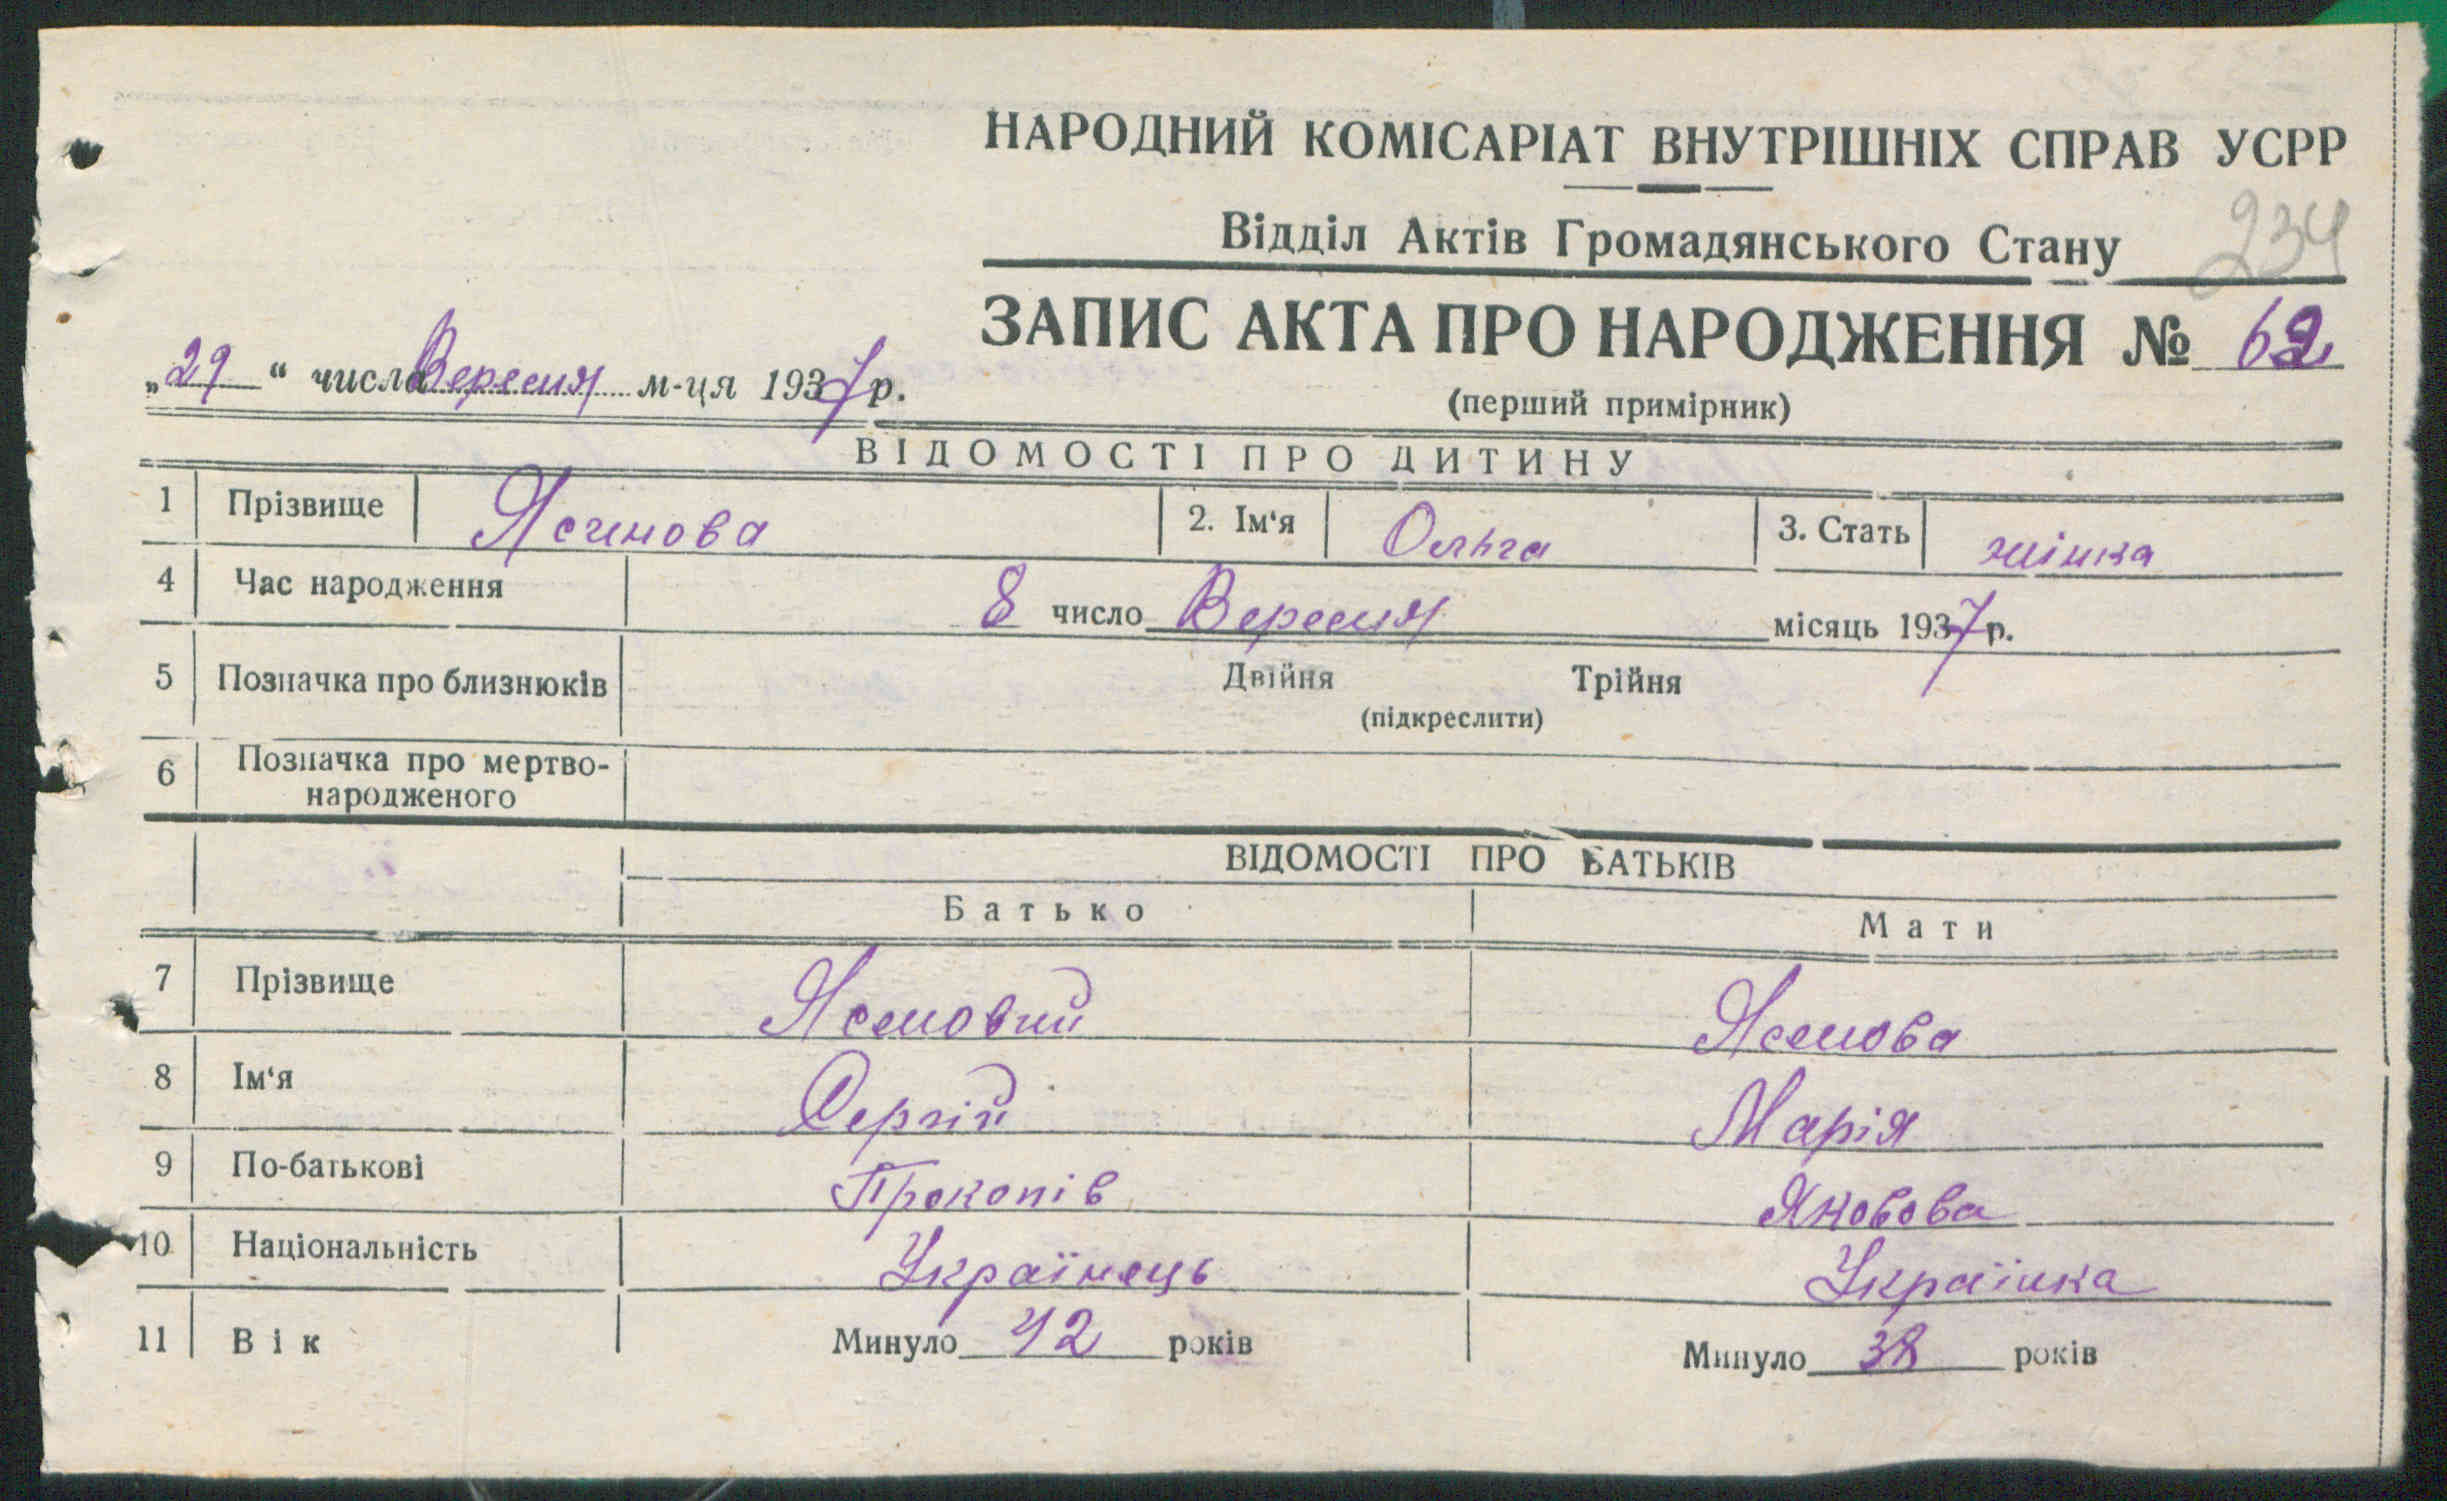 НАРОДНИЙ КОМІСАРІАТ ВНУТРІШНІХ СПРАВ УСРР
Відділ Актів Громадянського Стану 234
ЗАПИС АКТА ПРО НАРОДЖЕННЯ № 62
„29“ числа Вересня м-ця 1937 р.
(перший примірник)
ВІДОМОСТІ ПРО ДИТИНУ
1 Прізвище Ясинова 2. Ім‘я Ольга 3. Стать жінка
4 Час народження 8 число Вересня місяць 1937 р.
5 Позначка про близнюків Двійня Трійня
(підкреслити)
6 Позначка про мертво-
народженого
ВІДОМОСТІ ПРО БАТЬКІВ
Батько Мати
7 Прізвище Ясеновий Ясенова
8 Ім‘я Сергій Марія
9 По-батькові Прокопів Яковова
10 Національність Українець Українка
11 Вік Минуло 42 років Минуло 38 років